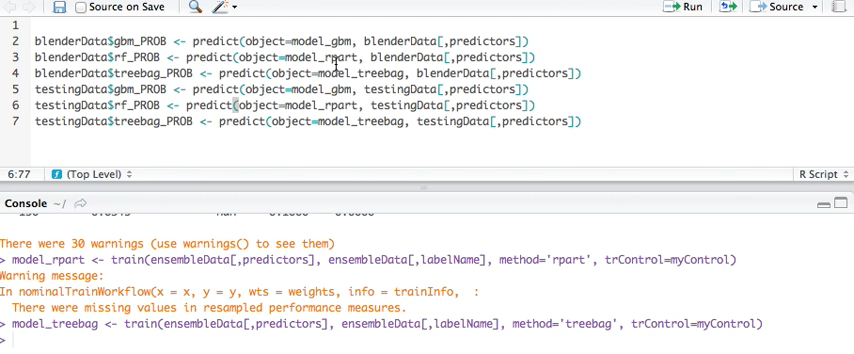 Source on Save
Run
Source
1
2 blenderData$gbm_PROB <- predict(object=model_gbm, blenderData[,predictors])
3 blenderData$rf_PROB <- predict(object=model_rpart, blenderData[,predictors])
4 blenderData$treebag_PROB <- predict(object=model_treebag, blenderData[,predictors])
5 testingData$gbm_PROB <- predict(object=model_gbm, testingData[,predictors])
6 testingData$rf_PROB <- predict(object=model_rpart, testingData[,predictors])
7 testingData$treebag_PROB <- predict(object=model_treebag, testingData[,predictors])
6:77 (Top Level) R Script
Console ~/
There were 30 warnings (use warnings() to see them)
> model_rpart <- train(ensembleData[,predictors], ensembleData[,labelName], method='rpart', trControl=myControl)
Warning message:
In nominalTrainWorkflow(x = x, y = y, wts = weights, info = trainInfo,  :
There were missing values in resampled performance measures.
> model_treebag <- train(ensembleData[,predictors], ensembleData[,labelName], method='treebag', trControl=myControl)
>